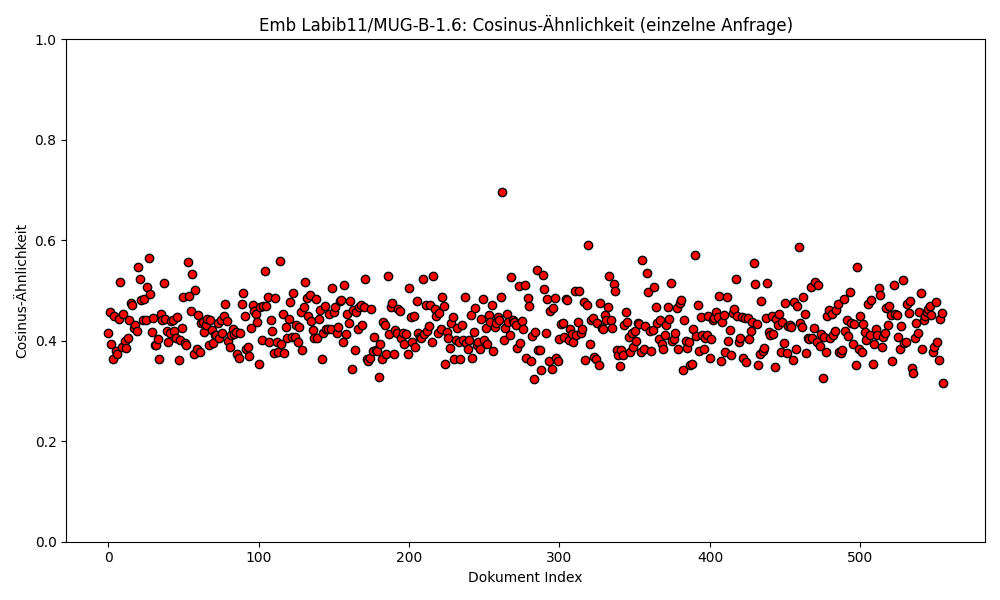 Emb Labib11/MUG-B-1.6: Cosinus-Ähnlichkeit (einzelne Anfrage)
1.0
0.8
0.6
0.4
0.2
0.0
Cosinus-Ähnlichkeit
0 100 200 300 400 500
Dokument Index